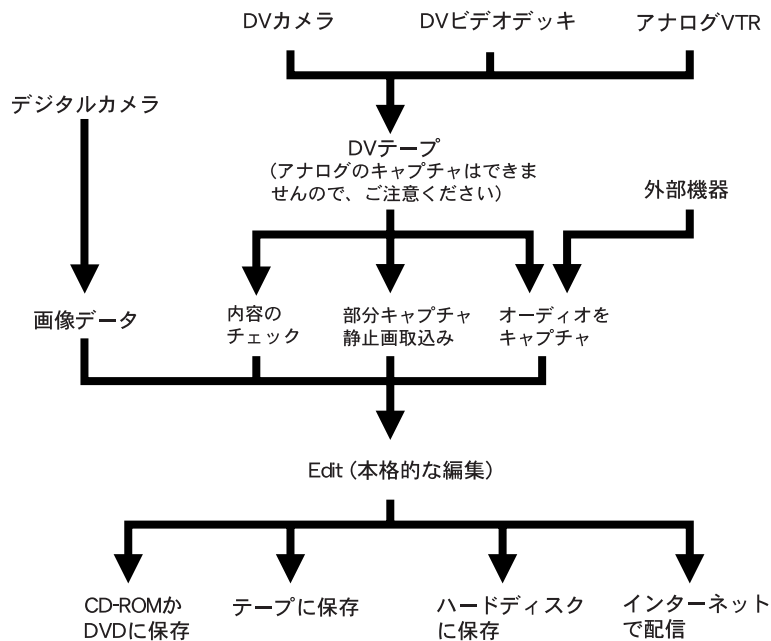 DVカメラ
DVビデオデッキ
アナログVTR
デジタルカメラ
DVテープ
（アナログのキャプチャはできま
せんので、ご注意ください）
外部機器
画像データ
内容の
チェック
部分キャプチャ
静止画取込み
オーディオを
キャプチャ
Edit（本格的な編集）
CD-ROMか
DVDに保存
テープに保存
ハードディスク
に保存
インターネット
で配信